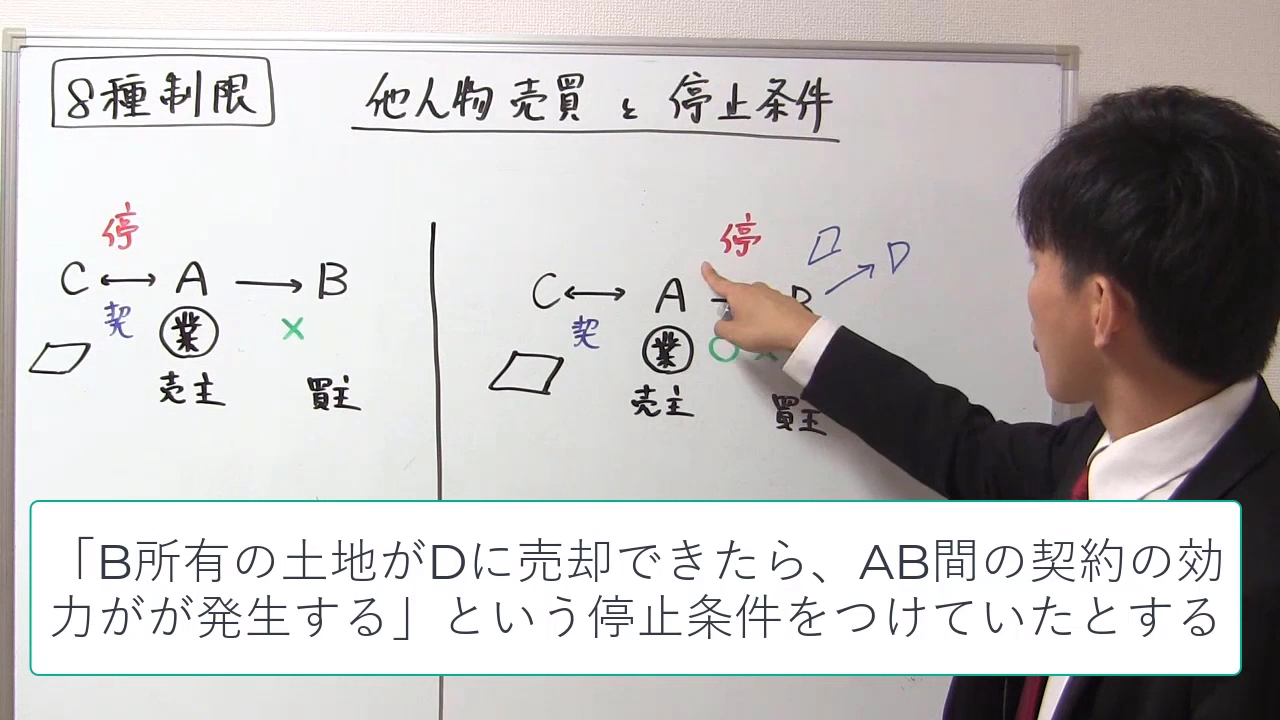 8種制限
他人物売買と停止条件
停
C ↔ A → B
契
業
×
売主
買主
停
C ↔ A → B → D
契
業
○ ×
売主
買主
「B所有の土地がDに売却できたら、AB間の契約の効
力がが発生する」という停止条件をつけていたとする